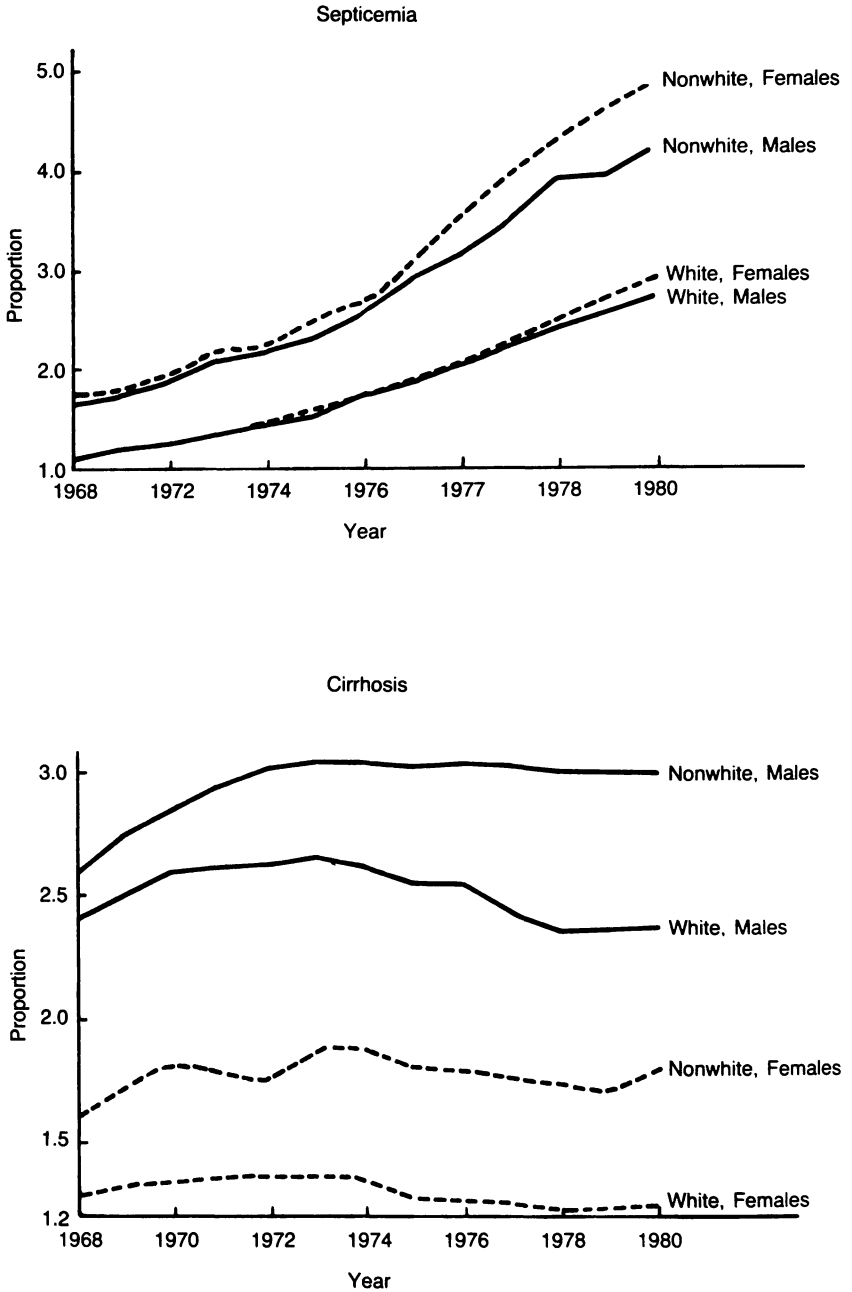 Septicemia
5.0
Nonwhite, Females
Nonwhite, Males
4.0
Proportion
3.0
White, Females
White, Males
2.0
1.0
1968 1972 1974 1976 1977 1978 1980
Year
Cirrhosis
3.0
Nonwhite, Males
2.5
White, Males
Proportion
2.0
Nonwhite, Females
1.5
White, Females
1.2
1968 1970 1972 1974 1976 1978 1980
Year